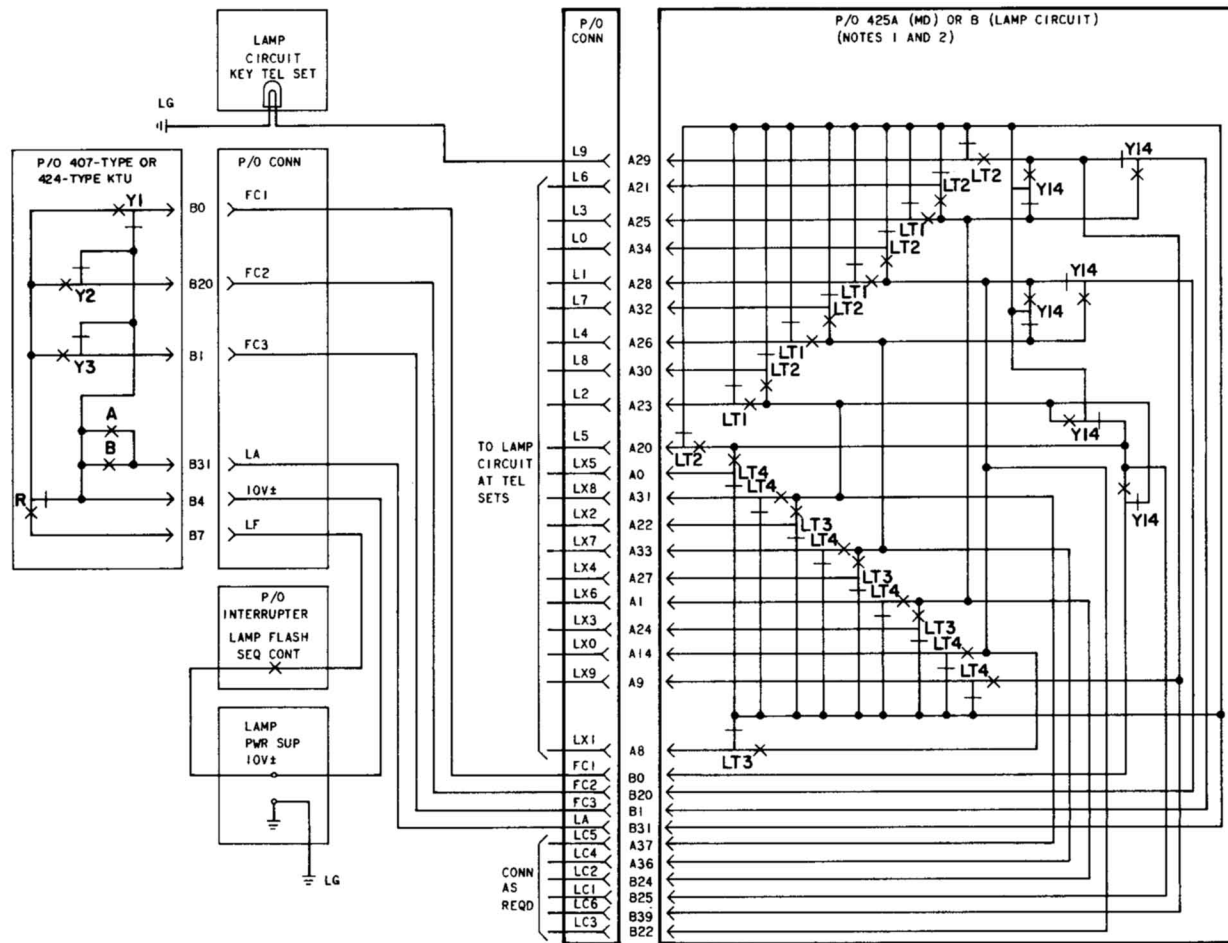 P/O 425A (MD) OR B (LAMP CIRCUIT)
(NOTES 1 AND 2)
P/O
CONN
LAMP
CIRCUIT
KEY TEL SET
LG
P/O 407-TYPE OR
424-TYPE KTU
P/O CONN
Y1
B0
FC1
Y2
B20
FC2
Y3
B1
FC3
A
B
B31
LA
R
B4
10V±
B7
LF
P/O
INTERRUPTER
LAMP FLASH
SEQ CONT
LAMP
PWR SUP
10V±
LG
TO LAMP
CIRCUIT
AT TEL
SETS
CONN
AS
REQD
L9 A29
L6 A21
L3 A25
L0 A34
L1 A28
L7 A32
L4 A26
L8 A30
L2 A23
L5 A20
LX5 A0
LX8 A31
LX2 A22
LX7 A33
LX4 A27
LX6 A1
LX3 A24
LX0 A14
LX9 A9
LX1 A8
FC1 B0
FC2 B20
FC3 B1
LA B31
LC5 A37
LC4 A36
LC2 B24
LC1 B25
LC6 B39
LC3 B22
LT2
Y14
LT2
Y14
LT1
LT2
Y14
LT1
LT2
Y14
LT1
LT2
LT1
Y14
LT2
LT4
LT4
Y14
LT3
LT4
LT3
LT4
LT3
LT4
LT4
LT3